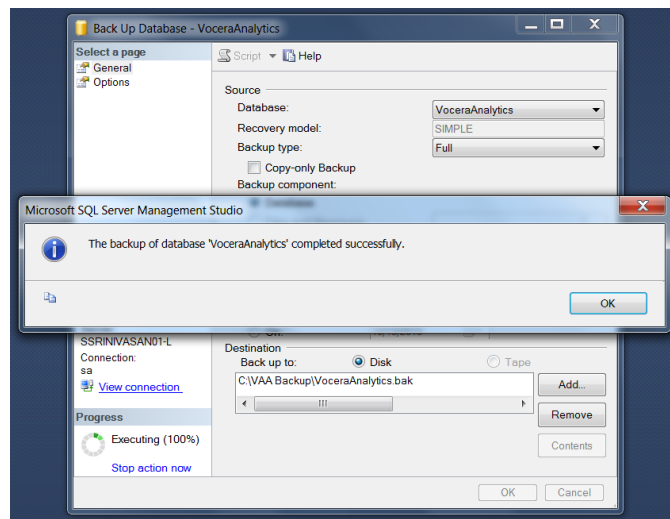 Back Up Database - VoceraAnalytics
Select a page
General
Options
Script
Help
Source
Database:
VoceraAnalytics
Recovery model:
SIMPLE
Backup type:
Full
Copy-only Backup
Backup component:
Database
Microsoft SQL Server Management Studio
The backup of database 'VoceraAnalytics' completed successfully.
OK
SSRINIVASAN01-L
Connection:
sa
View connection
Progress
Executing (100%)
Stop action now
On:
Destination
Back up to:
Disk
Tape
C:\VAA Backup\VoceraAnalytics.bak
Add...
Remove
Contents
OK
Cancel